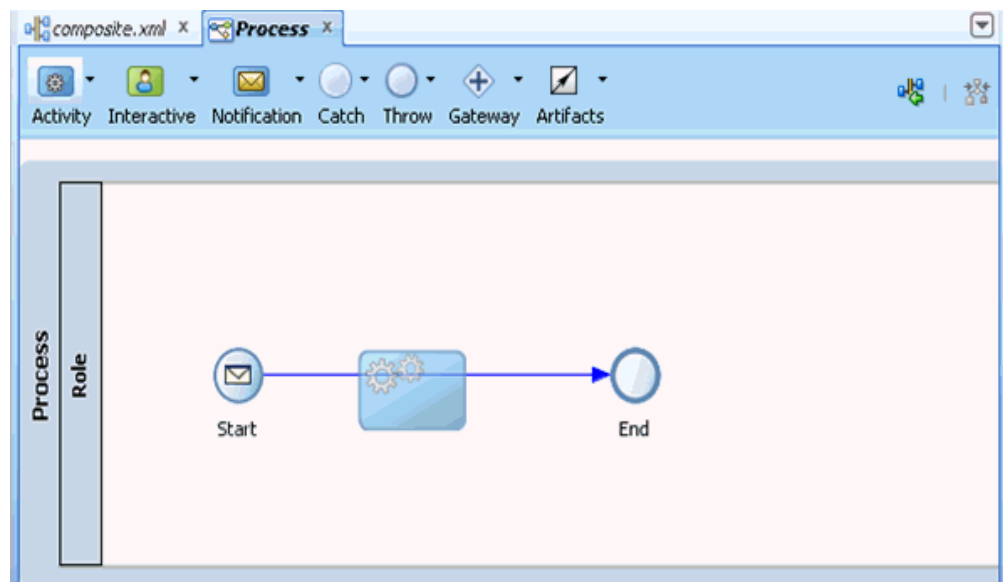 composite.xml x Process x
Activity Interactive Notification Catch Throw Gateway Artifacts
Process
Role
Start
End